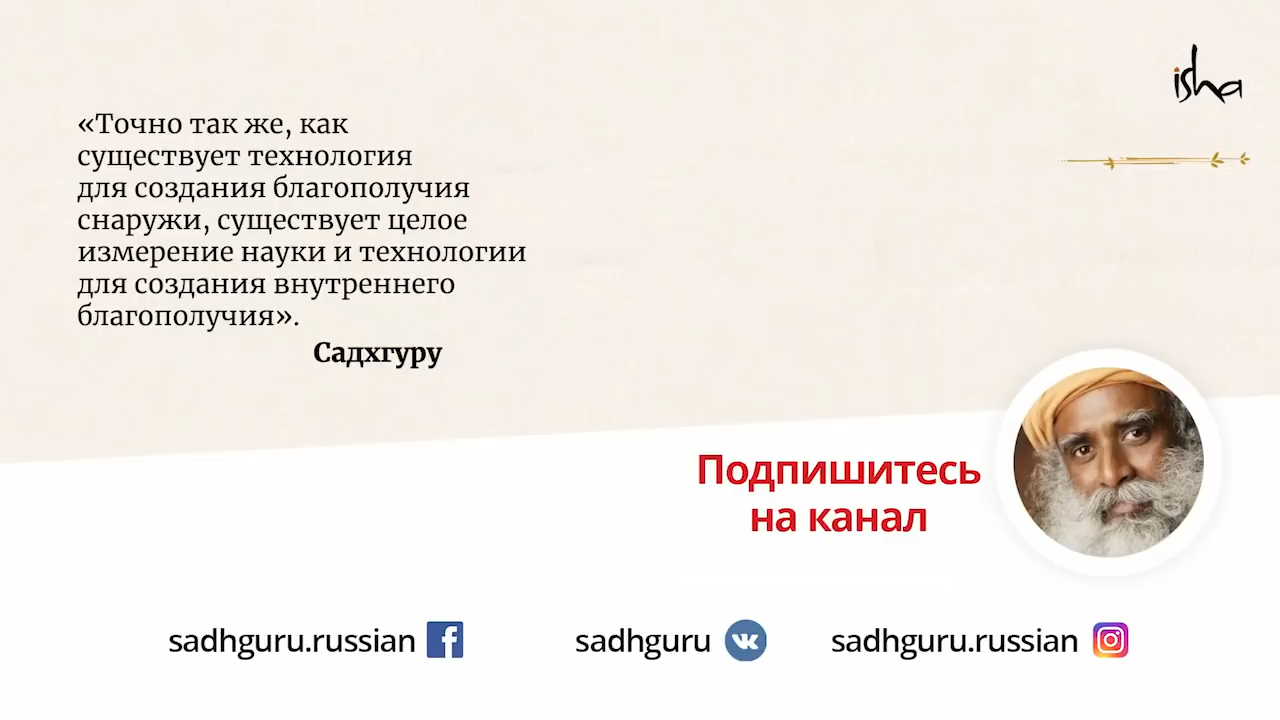 isha
«Точно так же, как
существует технология
для создания благополучия
снаружи, существует целое
измерение науки и технологии
для создания внутреннего
благополучия».
Садхгуру
Подпишитесь
на канал
sadhguru.russian
sadhguru
sadhguru.russian